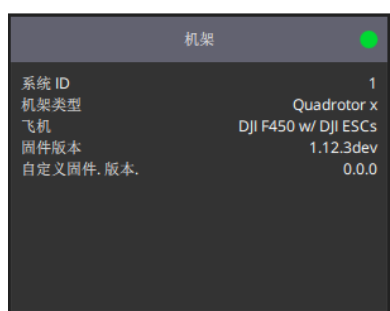 机架
系统 ID 1
机架类型 Quadrotor x
飞机 DJI F450 w/ DJI ESCs
固件版本 1.12.3dev
自定义固件. 版本. 0.0.0